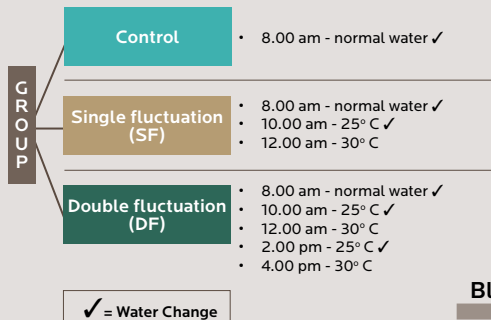 GROUP
Control
• 8.00 am - normal water ✓
Single fluctuation
(SF)
• 8.00 am - normal water ✓
• 10.00 am - 25° C ✓
• 12.00 am - 30° C
Double fluctuation
(DF)
• 8.00 am - normal water ✓
• 10.00 am - 25° C ✓
• 12.00 am - 30° C
• 2.00 pm - 25° C ✓
• 4.00 pm - 30° C
✓ = Water Change